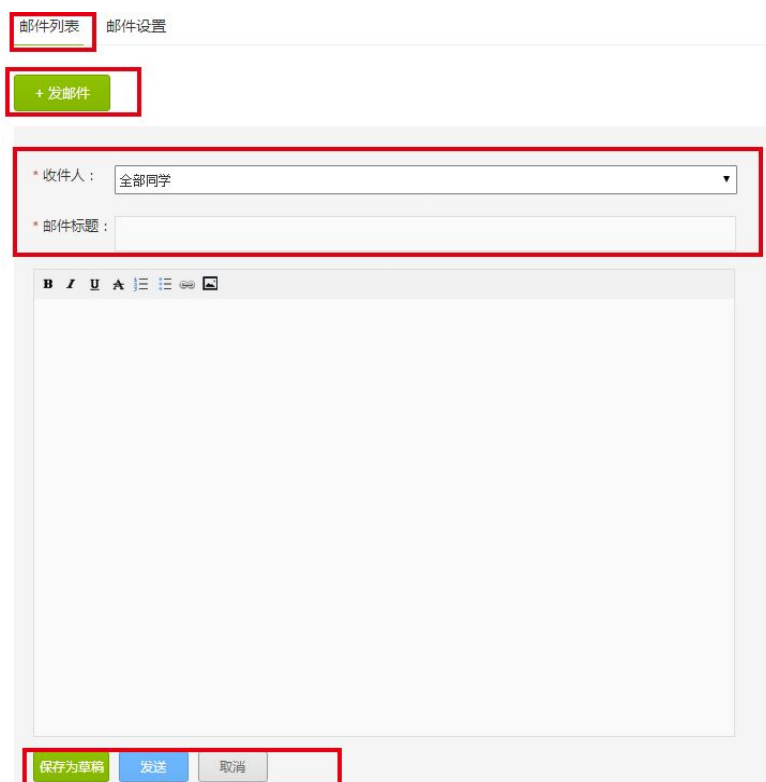 邮件列表 邮件设置
+ 发邮件
* 收件人： 全部同学
* 邮件标题：
B I U A
保存为草稿 发送 取消